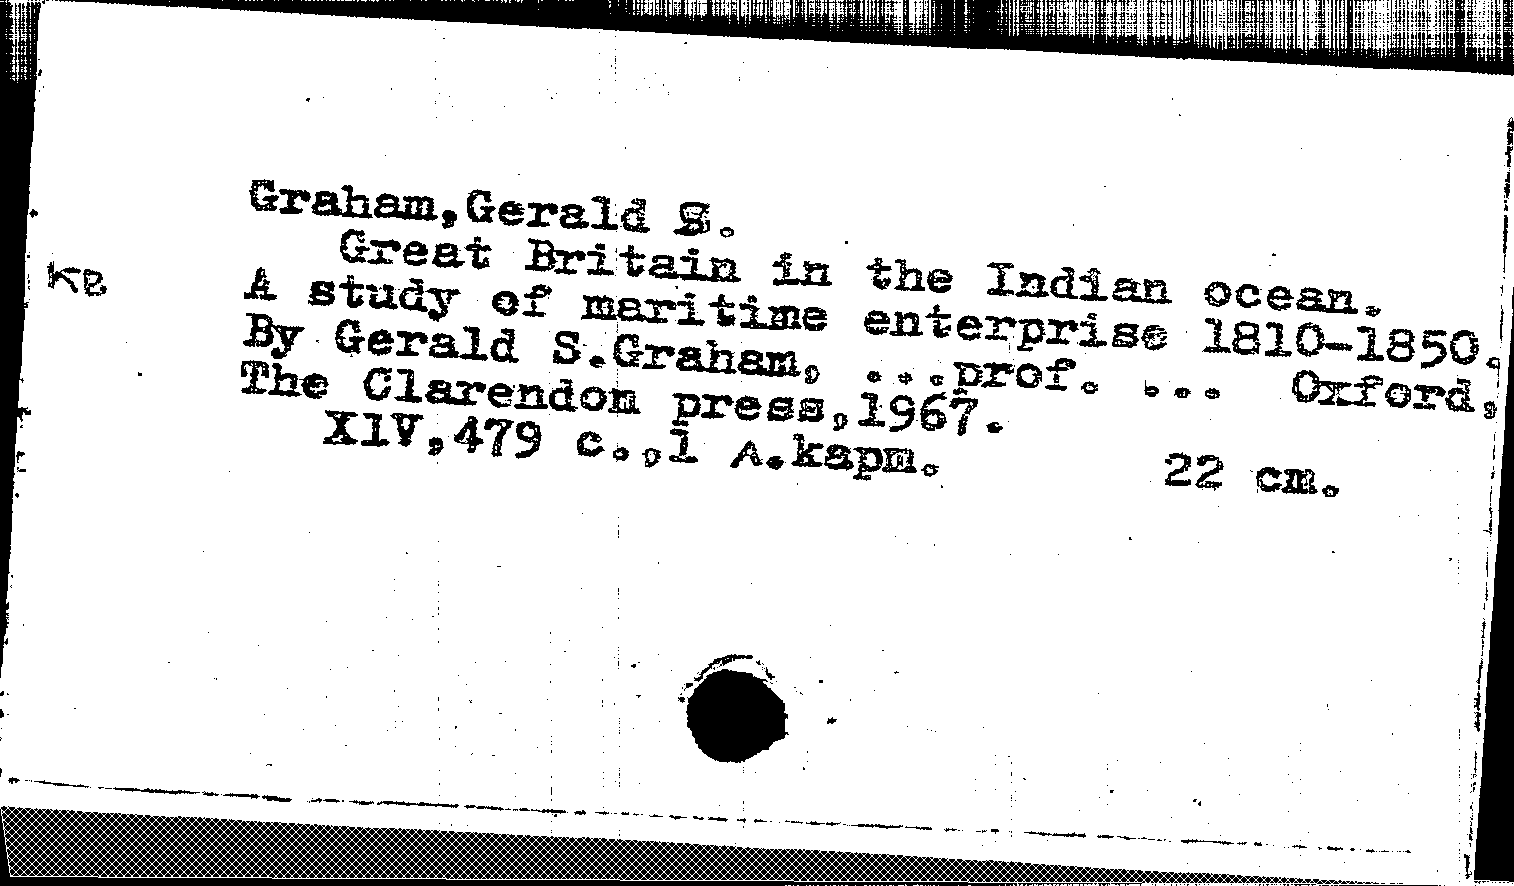 Graham,Gerald S.
Great Britain in the Indian ocean.
KB
A study of maritime enterprise 1810-1850.
By Gerald S.Graham, ...prof. ... Oxford,
The Clarendon press,1967.
XIV,479 c.,1 л.карт.
22 cm.